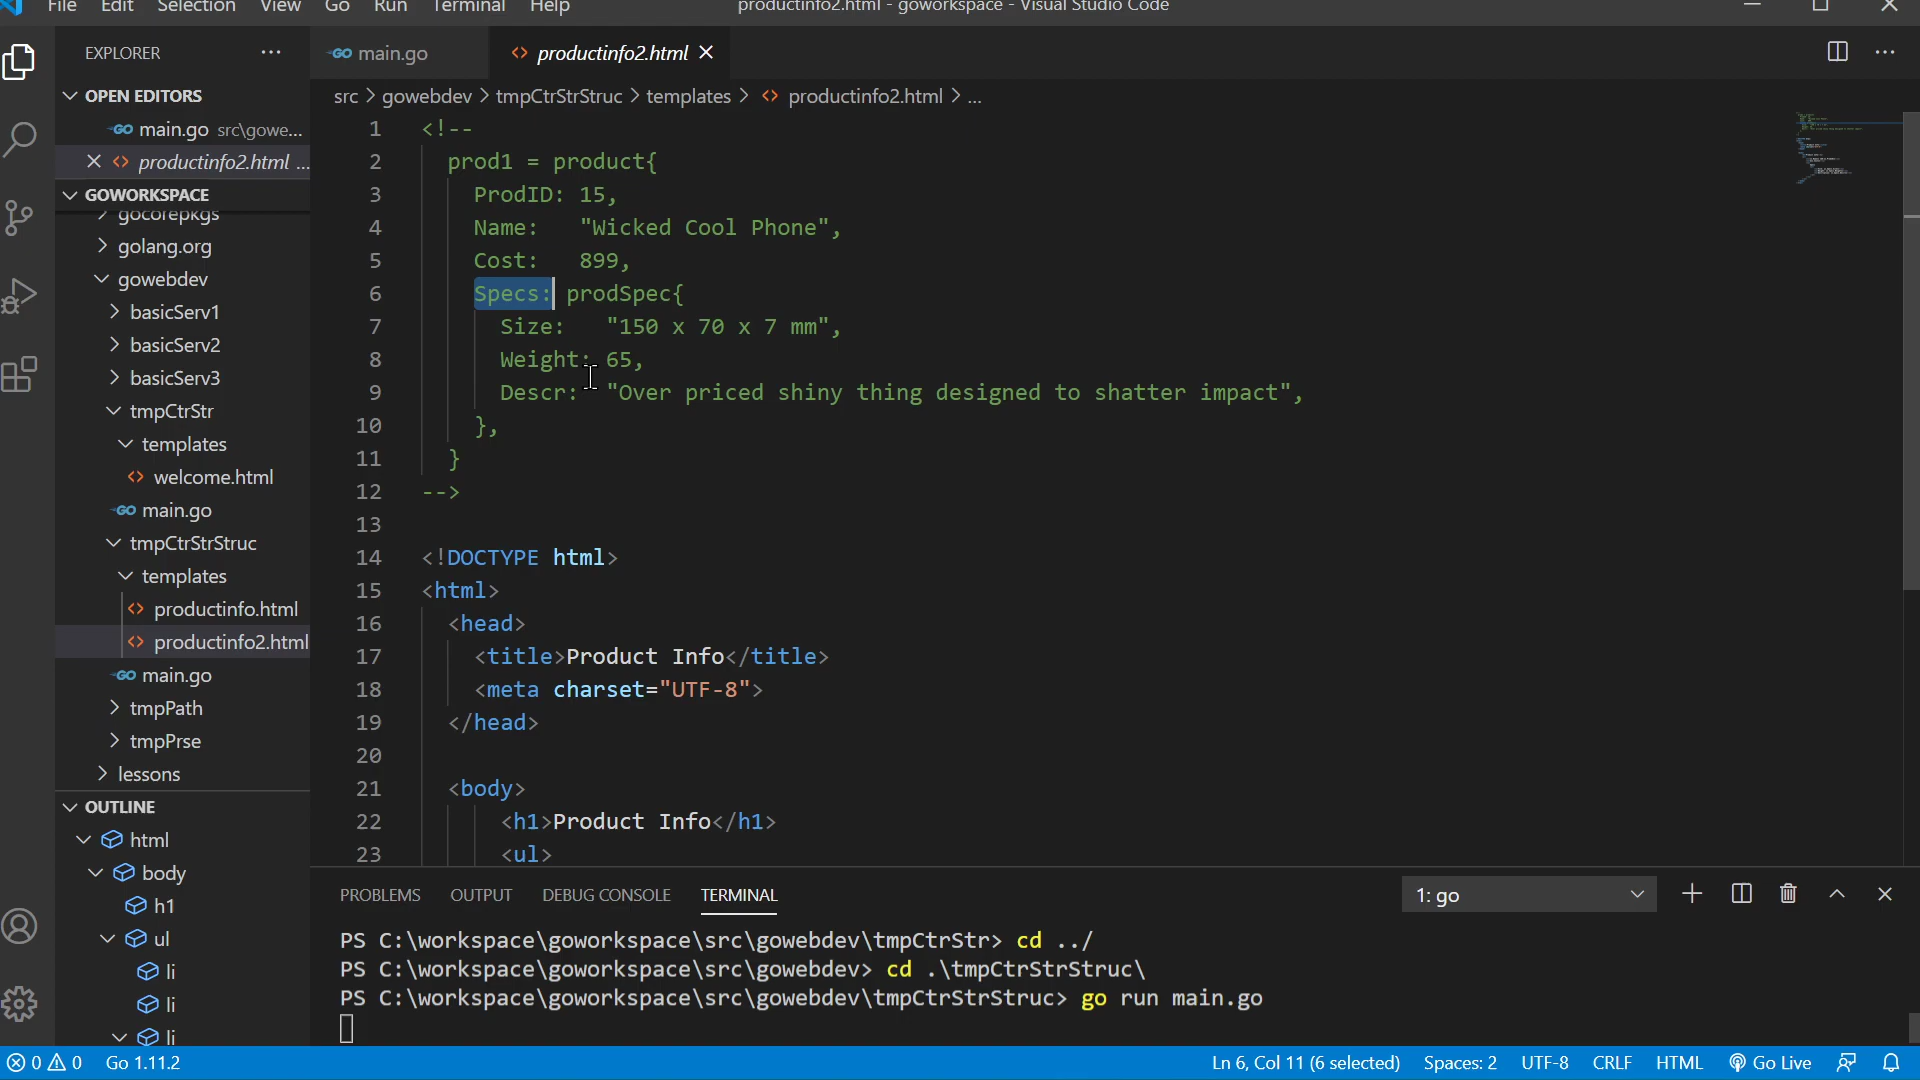 File Edit Selection View Go Run Terminal Help productinfo2.html - goworkspace - Visual Studio Code
EXPLORER ... GO main.go <> productinfo2.html
OPEN EDITORS
GO main.go src\gowe...
<> productinfo2.html ...
GOWORKSPACE
gocorepkgs
golang.org
gowebdev
basicServ1
basicServ2
basicServ3
tmpCtrStr
templates
<> welcome.html
GO main.go
tmpCtrStrStruc
templates
<> productinfo.html
<> productinfo2.html
GO main.go
tmpPath
tmpPrse
lessons
OUTLINE
html
body
h1
ul
li
li
li
src > gowebdev > tmpCtrStrStruc > templates > <> productinfo2.html > ...
1 <!--
2 prod1 = product{
3 ProdID: 15,
4 Name: "Wicked Cool Phone",
5 Cost: 899,
6 Specs: prodSpec{
7 Size: "150 x 70 x 7 mm",
8 Weight: 65,
9 Descr: "Over priced shiny thing designed to shatter impact",
10 },
11 }
12 -->
13
14 <!DOCTYPE html>
15 <html>
16 <head>
17 <title>Product Info</title>
18 <meta charset="UTF-8">
19 </head>
20
21 <body>
22 <h1>Product Info</h1>
23 <ul>
PROBLEMS OUTPUT DEBUG CONSOLE TERMINAL 1: go
PS C:\workspace\goworkspace\src\gowebdev\tmpCtrStr> cd ../
PS C:\workspace\goworkspace\src\gowebdev> cd .\tmpCtrStrStruc\
PS C:\workspace\goworkspace\src\gowebdev\tmpCtrStrStruc> go run main.go
0 0 Go 1.11.2 Ln 6, Col 11 (6 selected) Spaces: 2 UTF-8 CRLF HTML Go Live